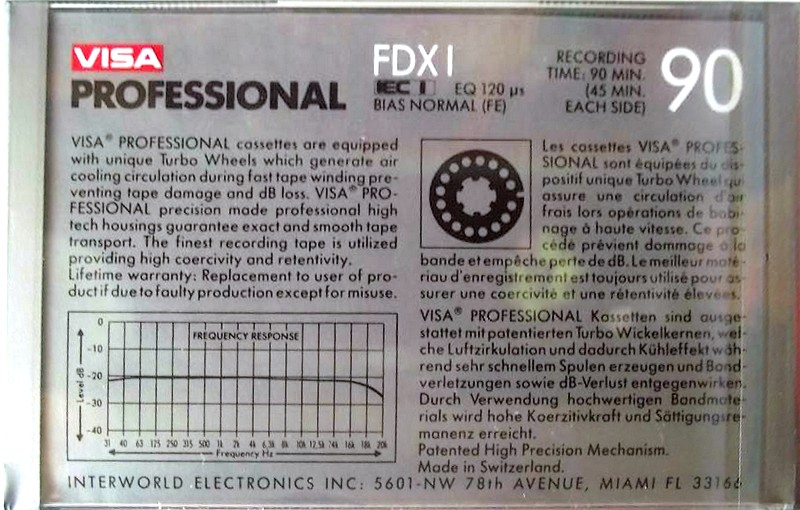 VISA
PROFESSIONAL
FDX I
IEC I EQ 120 µs
BIAS NORMAL (FE)
RECORDING
TIME: 90 MIN.
(45 MIN.
EACH SIDE)
90
VISA® PROFESSIONAL cassettes are equipped
with unique Turbo Wheels which generate air
cooling circulation during fast tape winding pre-
venting tape damage and dB loss. VISA® PRO-
FESSIONAL precision made professional high
tech housings guarantee exact and smooth tape
transport. The finest recording tape is utilized
providing high coercivity and retentivity.
Lifetime warranty: Replacement to user of pro-
duct if due to faulty production except for misuse.
Les cassettes VISA® PROFES-
SIONAL sont équipées du dis-
positif unique Turbo Wheel qui
assure une circulation d'air
frais lors opérations de bobi-
nage à haute vitesse. Ce pro-
cédé prévient dommage à la
bande et empêche perte de dB. Le meilleur maté-
riau d'enregistrement est toujours utilisé pour as-
surer une coercivité et une rétentivité élevées.
VISA® PROFESSIONAL Kassetten sind ausge-
stattet mit patentierten Turbo Wickelkernen, wel-
che Luftzirkulation und dadurch Kühleffekt wäh-
rend sehr schnellem Spulen erzeugen und Band-
verletzungen sowie dB-Verlust entgegenwirken.
Durch Verwendung hochwertigen Bandmate-
rials wird hohe Koerzitivkraft und Sättigungsre-
manenz erreicht.
Patented High Precision Mechanism.
Made in Switzerland.
FREQUENCY RESPONSE
Level dB
0
-10
-20
-30
-40
31 40 63 125 250 315 500 1k 2k 4k 6,3k 8k 10k 12,5k 14k 16k 18k 20k
Frequency Hz
INTERWORLD ELECTRONICS INC: 5601-NW 78th AVENUE, MIAMI FL 33166